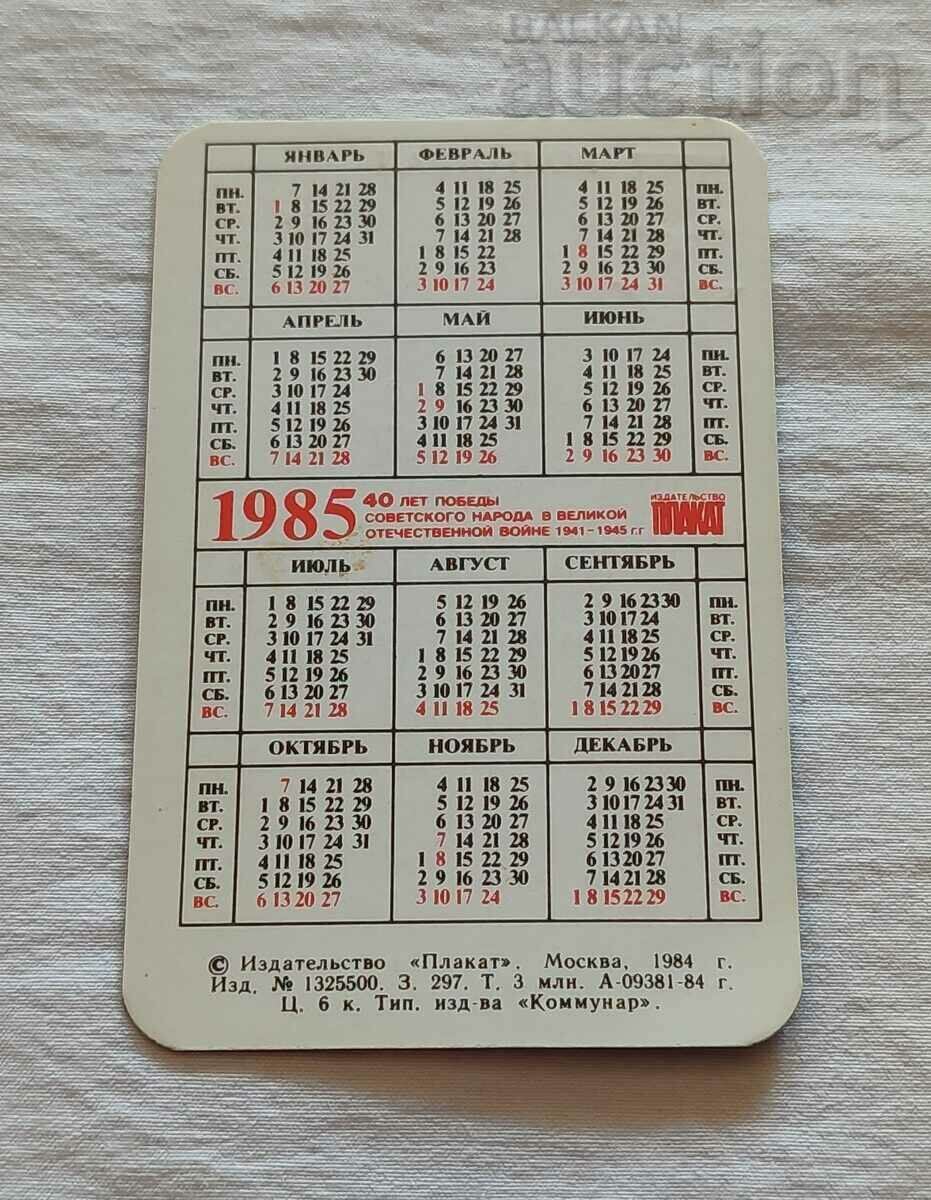 BALKAN
auction
ЯНВАРЬ ФЕВРАЛЬ МАРТ
ПН. 7 14 21 28 4 11 18 25 4 11 18 25 ПН.
ВТ. 1 8 15 22 29 5 12 19 26 5 12 19 26 ВТ.
СР. 2 9 16 23 30 6 13 20 27 6 13 20 27 СР.
ЧТ. 3 10 17 24 31 7 14 21 28 7 14 21 28 ЧТ.
ПТ. 4 11 18 25 1 8 15 22 1 8 15 22 29 ПТ.
СБ. 5 12 19 26 2 9 16 23 2 9 16 23 30 СБ.
ВС. 6 13 20 27 3 10 17 24 3 10 17 24 31 ВС.
АПРЕЛЬ МАЙ ИЮНЬ
ПН. 1 8 15 22 29 6 13 20 27 3 10 17 24 ПН.
ВТ. 2 9 16 23 30 7 14 21 28 4 11 18 25 ВТ.
СР. 3 10 17 24 1 8 15 22 29 5 12 19 26 СР.
ЧТ. 4 11 18 25 2 9 16 23 30 6 13 20 27 ЧТ.
ПТ. 5 12 19 26 3 10 17 24 31 7 14 21 28 ПТ.
СБ. 6 13 20 27 4 11 18 25 1 8 15 22 29 СБ.
ВС. 7 14 21 28 5 12 19 26 2 9 16 23 30 ВС.
1985 40 ЛЕТ ПОБЕДЫ
СОВЕТСКОГО НАРОДА В ВЕЛИКОЙ
ОТЕЧЕСТВЕННОЙ ВОЙНЕ 1941-1945 г.г
ИЗДАТЕЛЬСТВО
ПЛАКАТ
ИЮЛЬ АВГУСТ СЕНТЯБРЬ
ПН. 1 8 15 22 29 5 12 19 26 2 9 16 23 30 ПН.
ВТ. 2 9 16 23 30 6 13 20 27 3 10 17 24 ВТ.
СР. 3 10 17 24 31 7 14 21 28 4 11 18 25 СР.
ЧТ. 4 11 18 25 1 8 15 22 29 5 12 19 26 ЧТ.
ПТ. 5 12 19 26 2 9 16 23 30 6 13 20 27 ПТ.
СБ. 6 13 20 27 3 10 17 24 31 7 14 21 28 СБ.
ВС. 7 14 21 28 4 11 18 25 1 8 15 22 29 ВС.
ОКТЯБРЬ НОЯБРЬ ДЕКАБРЬ
ПН. 7 14 21 28 4 11 18 25 2 9 16 23 30 ПН.
ВТ. 1 8 15 22 29 5 12 19 26 3 10 17 24 31 ВТ.
СР. 2 9 16 23 30 6 13 20 27 4 11 18 25 СР.
ЧТ. 3 10 17 24 31 7 14 21 28 5 12 19 26 ЧТ.
ПТ. 4 11 18 25 1 8 15 22 29 6 13 20 27 ПТ.
СБ. 5 12 19 26 2 9 16 23 30 7 14 21 28 СБ.
ВС. 6 13 20 27 3 10 17 24 1 8 15 22 29 ВС.
© Издательство «Плакат». Москва, 1984 г.
Изд. № 1325500. З. 297. Т. 3 млн. А-09381-84 г.
Ц. 6 к. Тип. изд-ва «Коммунар».